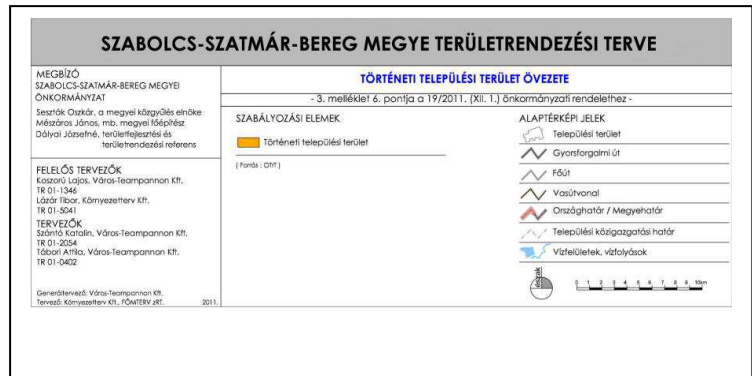 SZABOLCS-SZATMÁR-BEREG MEGYE TERÜLETRENDEZÉSI TERVE
MEGBÍZÓ
SZABOLCS-SZATMÁR-BEREG MEGYEI
ÖNKORMÁNYZAT
Seszták Oszkár, a megyei közgyűlés elnöke
Mészáros János, mb. megyei főépítész
Dályai Józsefné, területfejlesztési és
területrendezési referens
FELELŐS TERVEZŐK
Koszorú Lajos, Város-Teampannon Kft.
TR 01-1346
Lázár Tibor, Környezetterv Kft.
TR 01-5041
TERVEZŐK
Szántó Katalin, Város-Teampannon Kft.
TR 01-2054
Tábori Attila, Város-Teampannon Kft.
TR 01-0402
Generáltervező: Város-Teampannon Kft.
Tervező: Környezetterv Kft., FŐMTERV zRT. 2011.
TÖRTÉNETI TELEPÜLÉSI TERÜLET ÖVEZETE
- 3. melléklet 6. pontja a 19/2011. (XII. 1.) önkormányzati rendelethez -
SZABÁLYOZÁSI ELEMEK
Történeti települési terület
( Forrás : OTrT )
ALAPTÉRKÉPI JELEK
Települési terület
Gyorsforgalmi út
Főút
Vasútvonal
Országhatár / Megyehatár
Települési közigazgatási határ
Vízfelületek, vízfolyások
észak
0 1 2 3 4 5 6 7 8 9 10km